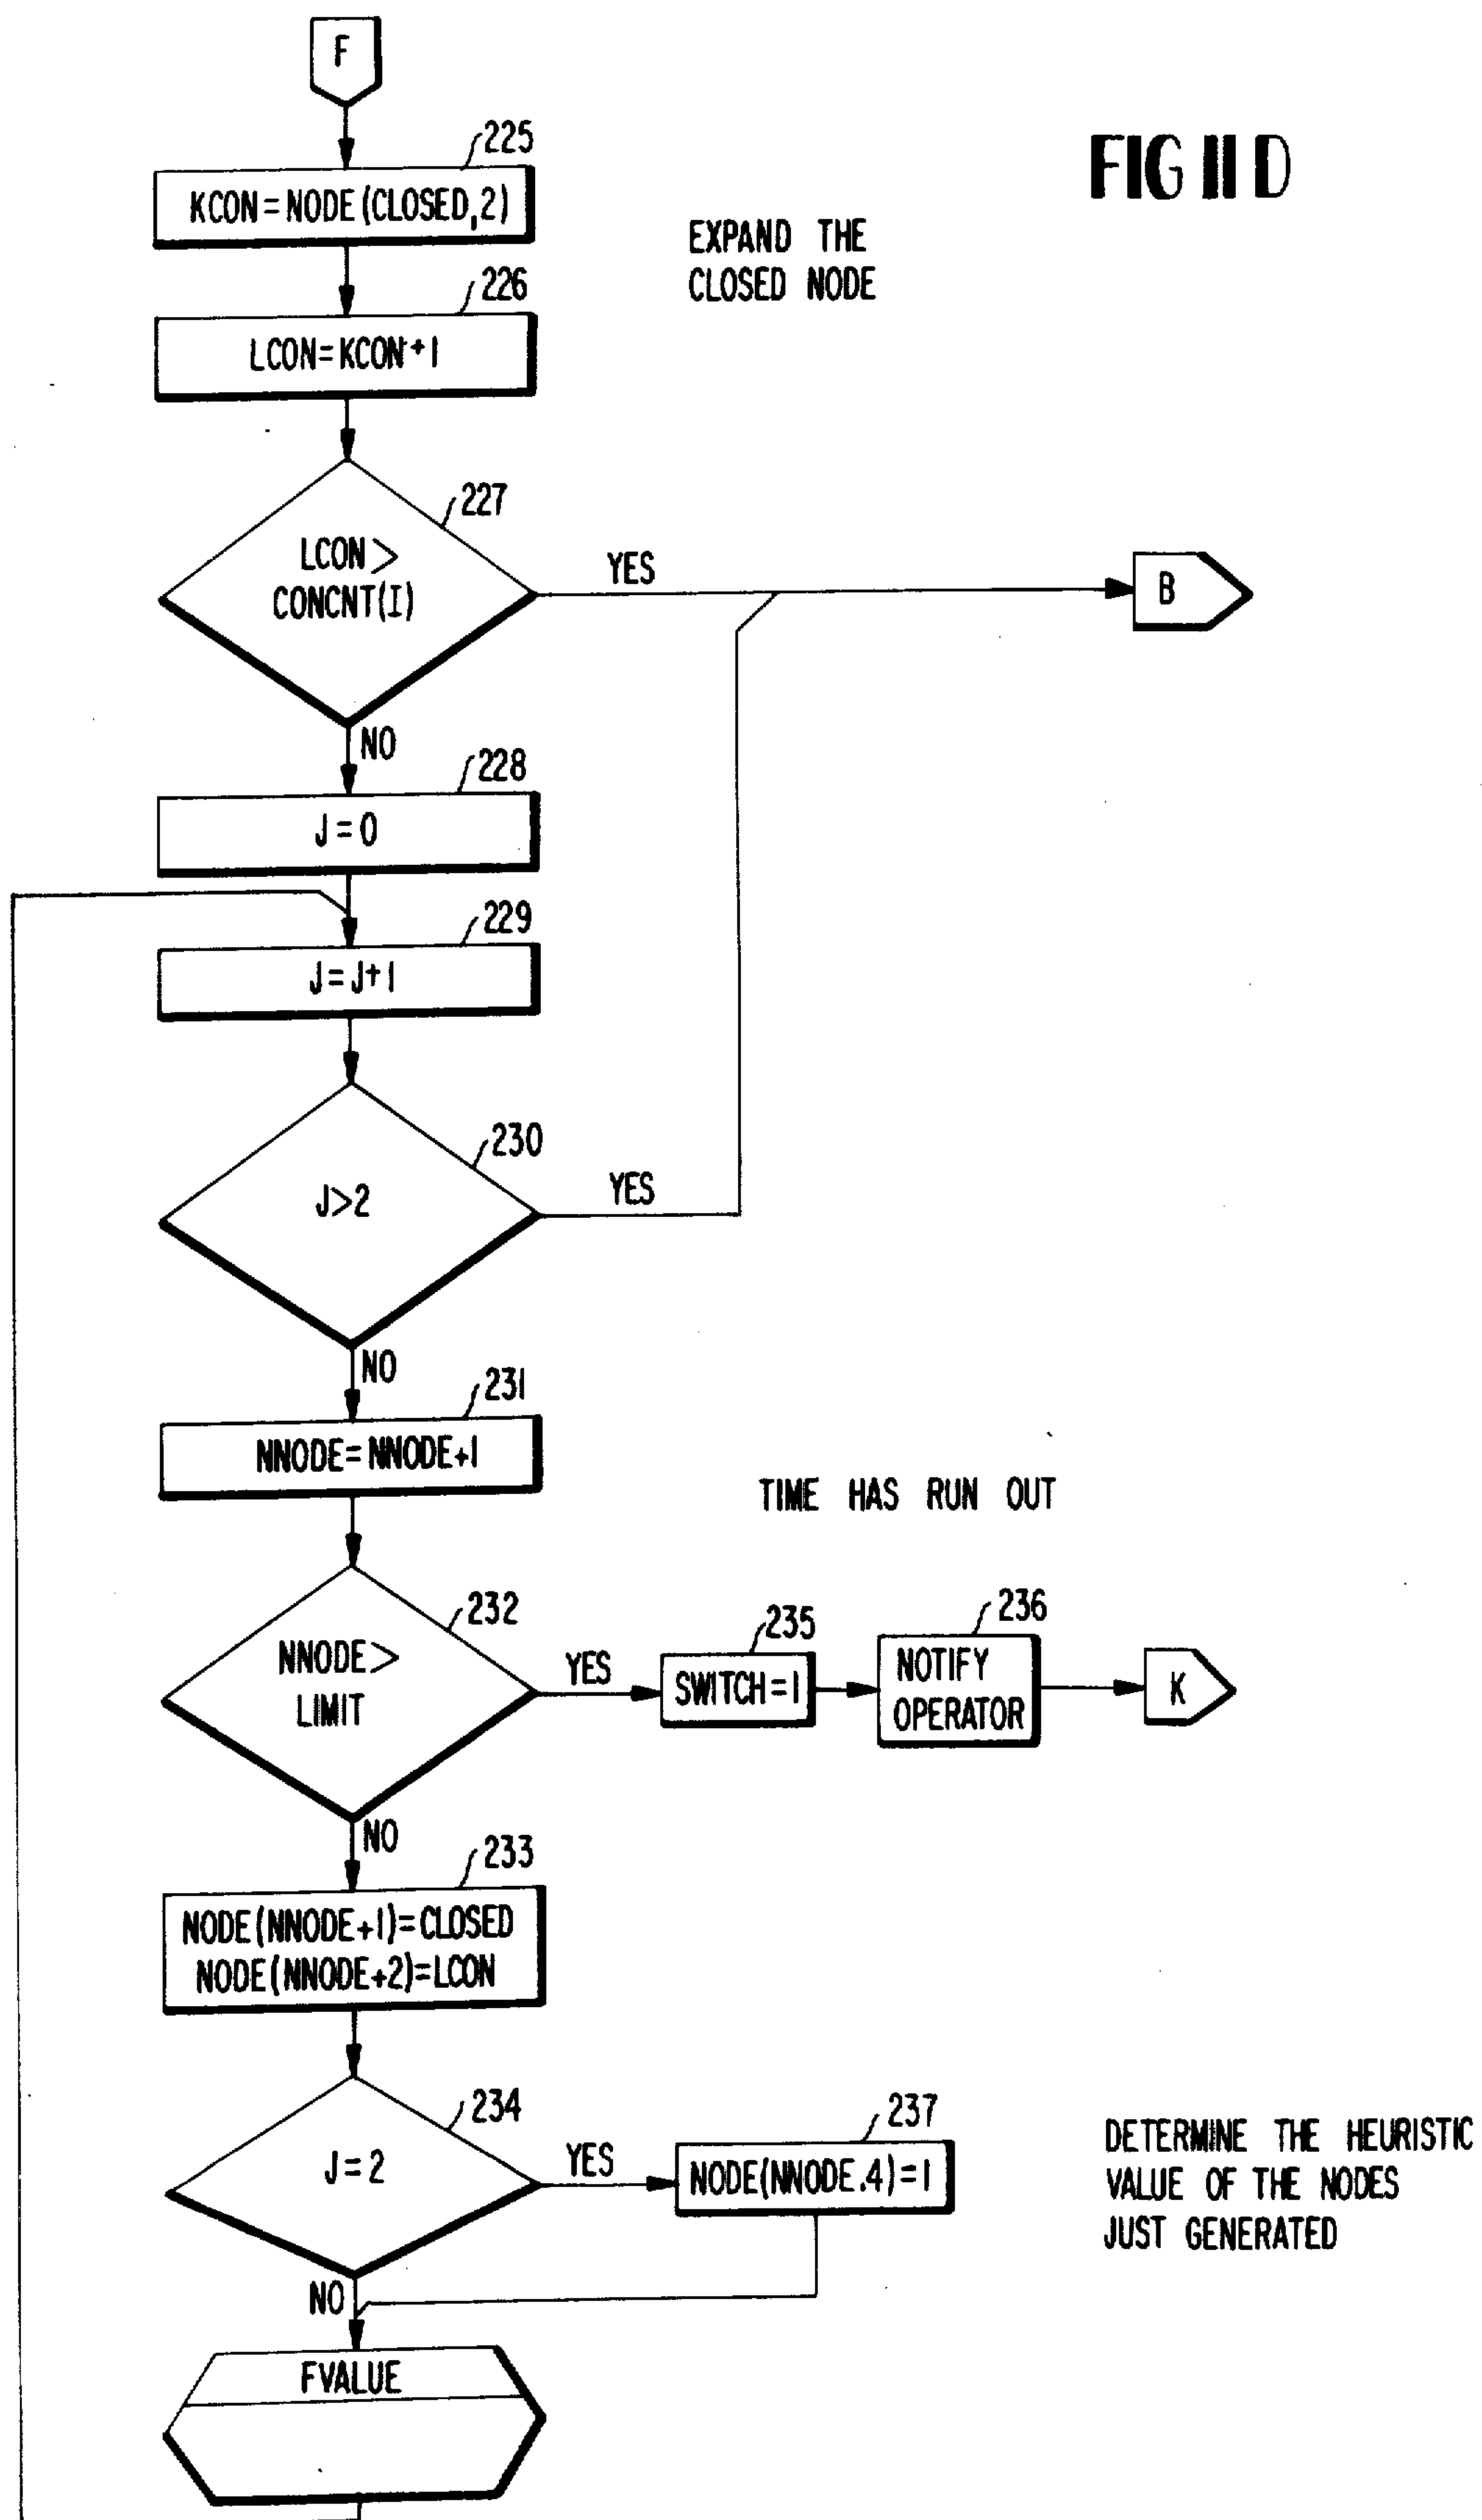 F
FIG 11 D
225
KCON=NODE(CLOSED,2)
EXPAND THE
CLOSED NODE
226
LCON=KCON+1
227
LCON>
CONCNT(I)
YES
B
NO
228
J=0
229
J=J+1
230
J>2
YES
NO
231
NNODE=NNODE+1
TIME HAS RUN OUT
232
NNODE>
LIMIT
YES
235
SWITCH=1
236
NOTIFY
OPERATOR
K
NO
233
NODE(NNODE+1)=CLOSED
NODE(NNODE+2)=LCON
234
J=2
YES
237
NODE(NNODE.4)=1
DETERMINE THE HEURISTIC
VALUE OF THE NODES
JUST GENERATED
NO
FVALUE